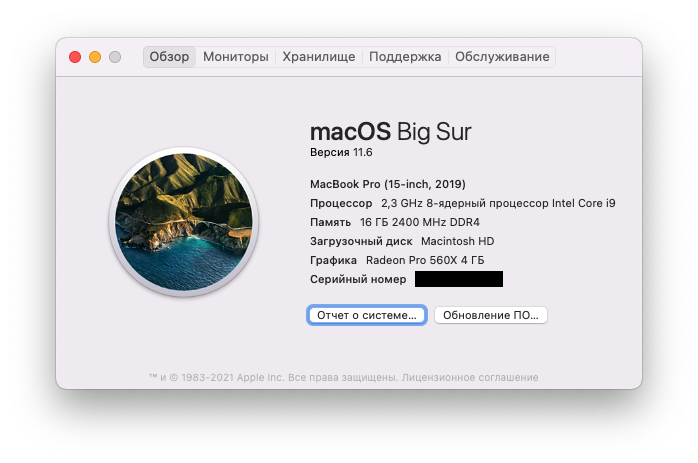 Обзор Мониторы Хранилище Поддержка Обслуживание
macOS Big Sur
Версия 11.6
MacBook Pro (15-inch, 2019)
Процессор 2,3 GHz 8-ядерный процессор Intel Core i9
Память 16 ГБ 2400 MHz DDR4
Загрузочный диск Macintosh HD
Графика Radeon Pro 560X 4 ГБ
Серийный номер
Отчет о системе... Обновление ПО...
™ и © 1983-2021 Apple Inc. Все права защищены. Лицензионное соглашение